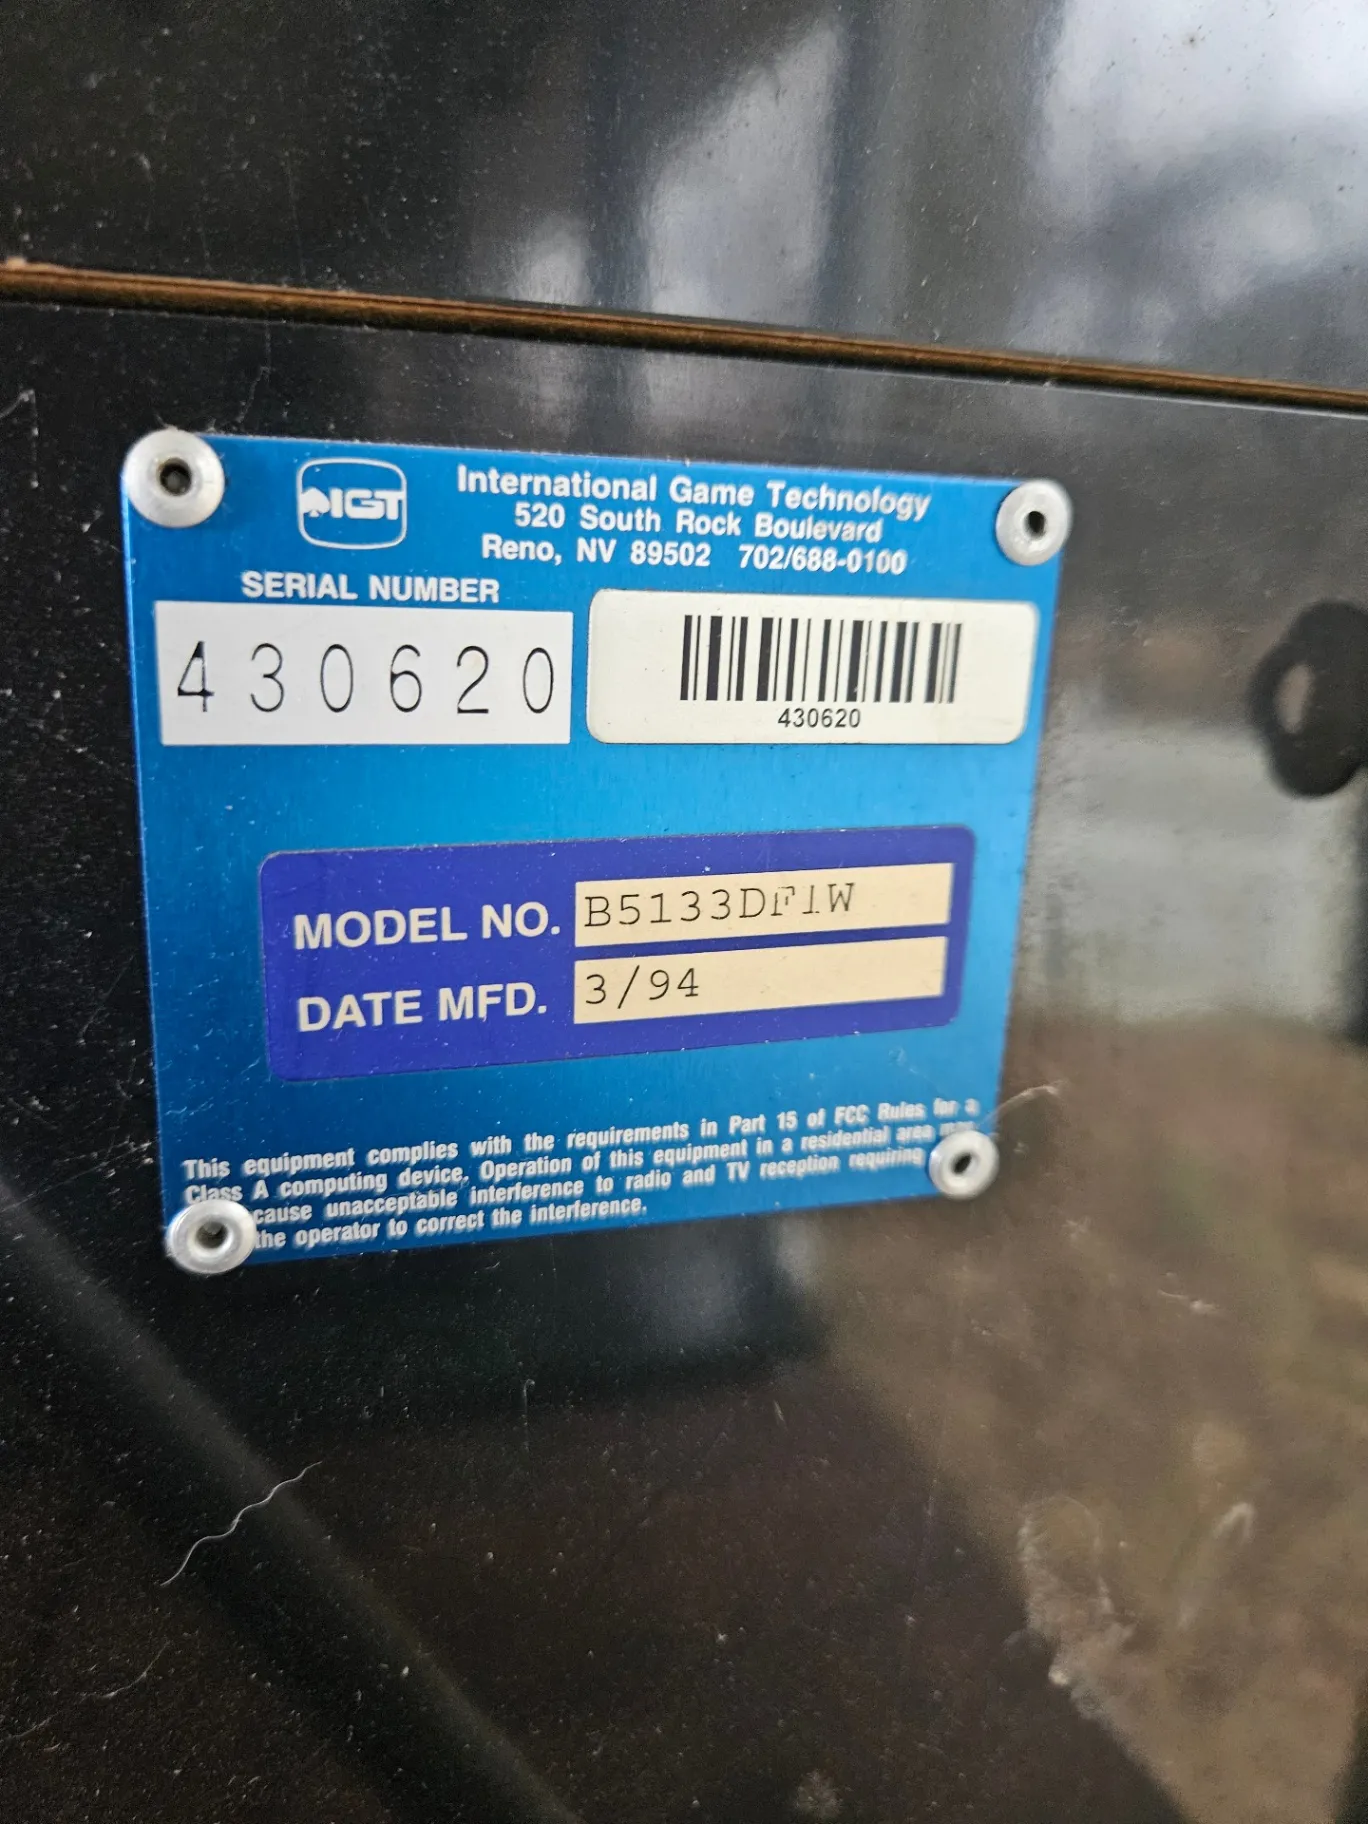 IGT
International Game Technology
520 South Rock Boulevard
Reno, NV 89502 702/688-0100
SERIAL NUMBER
430620
430620
MODEL NO. B5133DF1W
DATE MFD. 3/94
This equipment complies with the requirements in Part 15 of FCC Rules for a
Class A computing device. Operation of this equipment in a residential area may
cause unacceptable interference to radio and TV reception requiring
the operator to correct the interference.